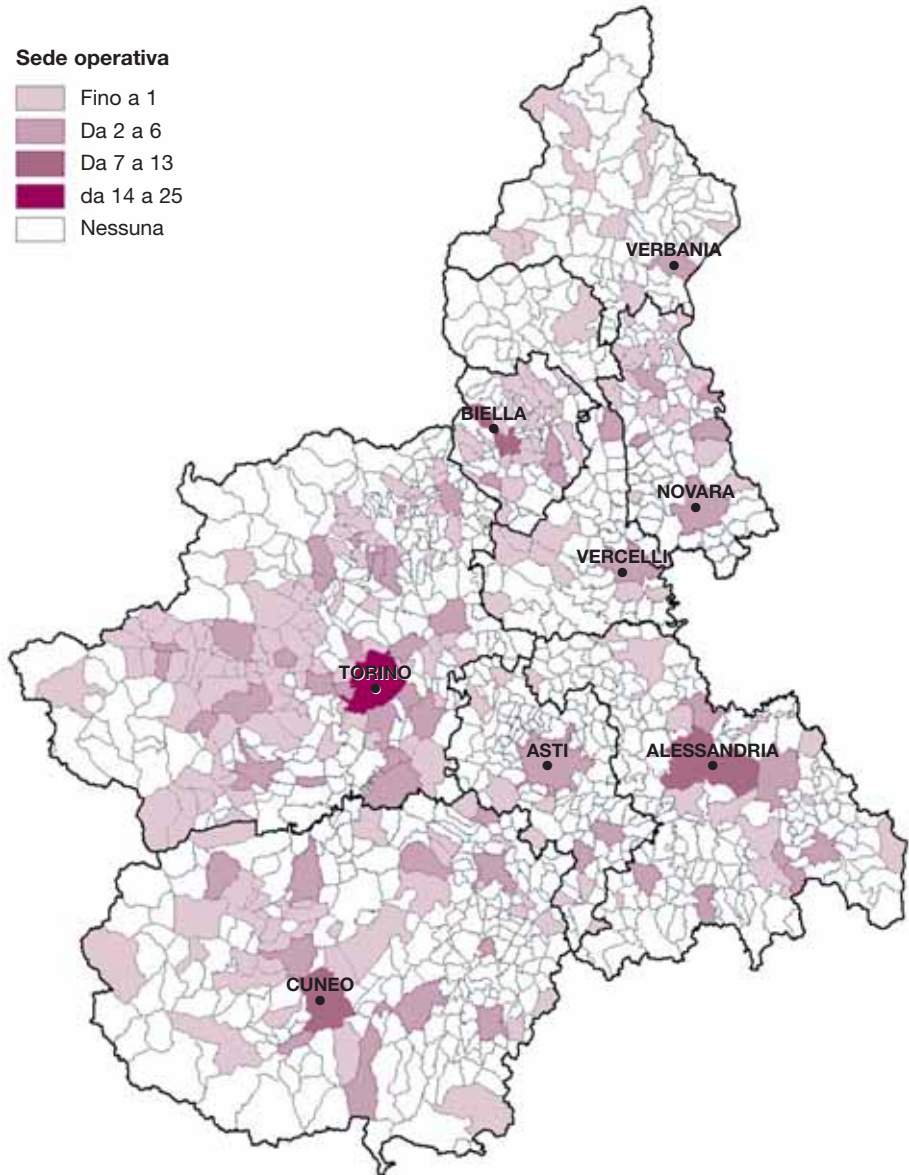 Sede operativa
Fino a 1
Da 2 a 6
Da 7 a 13
da 14 a 25
Nessuna
VERBANIA
BIELLA
NOVARA
VERCELLI
TORINO
ASTI
ALESSANDRIA
CUNEO